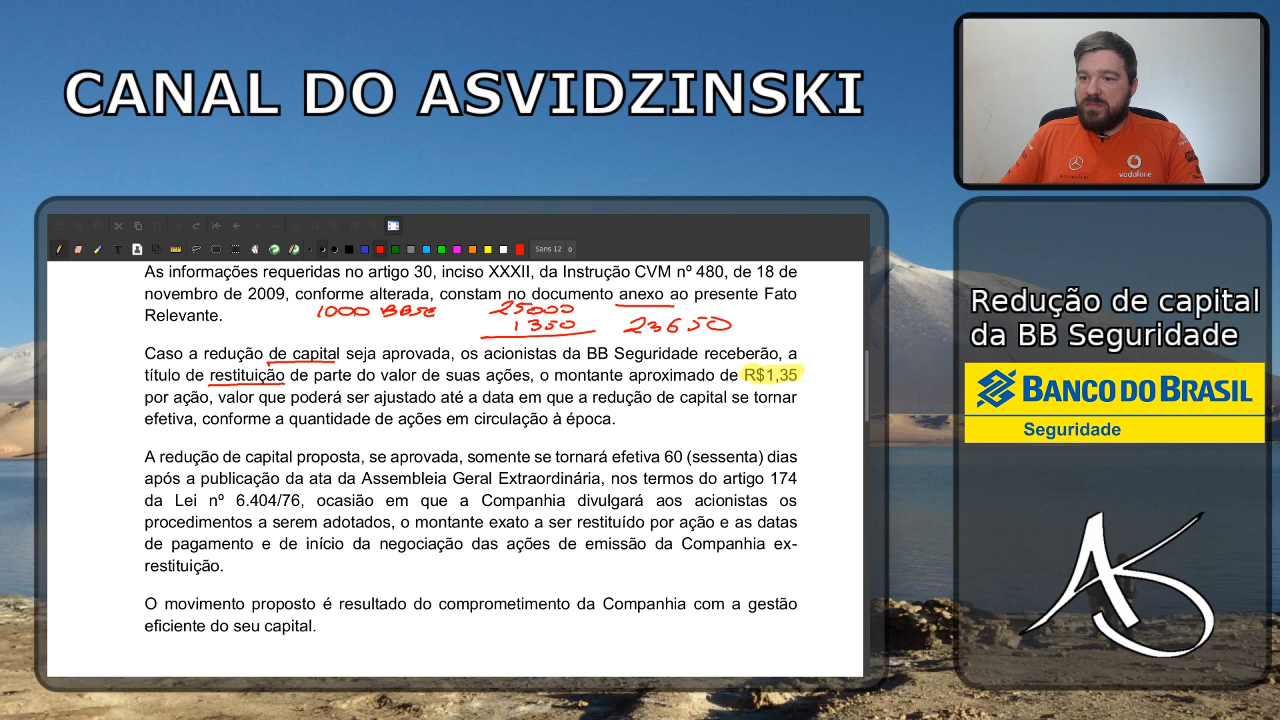 CANAL DO ASVIDZINSKI
vodafone
Sans 12
As informações requeridas no artigo 30, inciso XXXII, da Instrução CVM nº 480, de 18 de
novembro de 2009, conforme alterada, constam no documento anexo ao presente Fato
Relevante.
1000 BBSE
25000
1350
23650
Caso a redução de capital seja aprovada, os acionistas da BB Seguridade receberão, a
título de restituição de parte do valor de suas ações, o montante aproximado de R$1,35
por ação, valor que poderá ser ajustado até a data em que a redução de capital se tornar
efetiva, conforme a quantidade de ações em circulação à época.
A redução de capital proposta, se aprovada, somente se tornará efetiva 60 (sessenta) dias
após a publicação da ata da Assembleia Geral Extraordinária, nos termos do artigo 174
da Lei nº 6.404/76, ocasião em que a Companhia divulgará aos acionistas os
procedimentos a serem adotados, o montante exato a ser restituído por ação e as datas
de pagamento e de início da negociação das ações de emissão da Companhia ex-
restituição.
O movimento proposto é resultado do comprometimento da Companhia com a gestão
eficiente do seu capital.
Redução de capital
da BB Seguridade
BANCO DO BRASIL
Seguridade